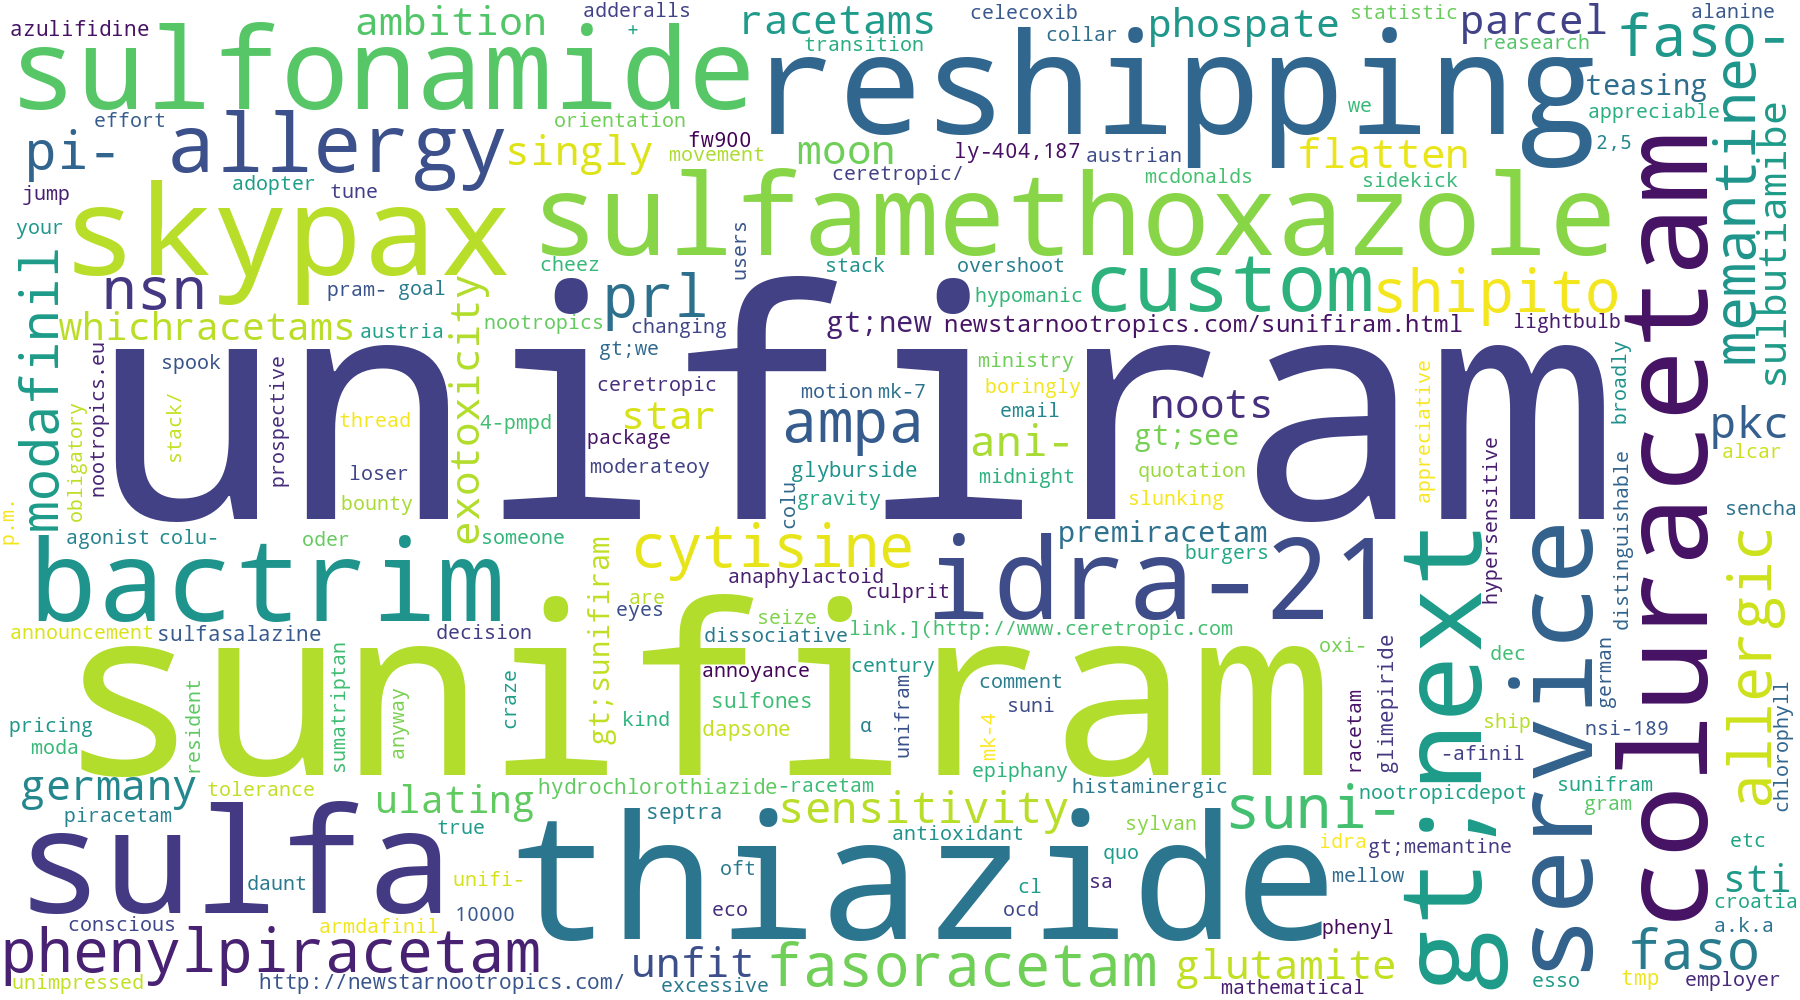 azulifidine
sulfonamide
ambition
adderalls
+
racetams
transition
celecoxib
collar
phospate
statistic
parcel
reasearch
alanine
faso-
reshipping
teasing
appreciable
we
2,5
effort
pi-
allergy
orientation
singly
fw900
movement
moon
ly-404,187
austrian
flatten
jump
adopter
tune
ceretropic/
mcdonalds
sidekick
skypax
sulfamethoxazole
memantine
sulbutiamibe
your
modafinil
nsn
pram-
goal
cheez
prl
users
stack
overshoot
hypomanic
custom
shipito
whichracetams
austria
exotoxicity
nootropics
changing
gt;we
gt;new
newstarnootropics.com/sunifiram.html
lightbulb
coluracetam
unifiram
nootropics.eu
spook
prospective
ceretropic
ministry
boringly
motion
mk-7
broadly
obligatory
stack/
thread
4-pmpd
star
ampa
email
noots
appreciative
pkc
package
ani-
gt;see
loser
moderateoy
glyburside
midnight
quotation
alcar
bounty
colu
gravity
slunking
hypersensitive
distinguishable
p.m.
agonist
colu-
oder
someone
cytisine
premiracetam
burgers
sencha
bactrim
gt;sunifiram
anaphylactoid
culprit
idra-21
gt;next
service
allergic
are
eyes
seize
announcement
sulfasalazine
decision
dissociative
link.](http://www.ceretropic.com
oxi-
sunifiram
annoyance
century
dec
german
resident
sumatriptan
anyway
craze
sulfones
comment
suni
glimepiride
chlorophyll
pricing
kind
dapsone
α
unifram
mk-4
racetam
ship
nsi-189
moda
-afinil
germany
tolerance
epiphany
histaminergic
hydrochlorothiazide
-racetam
nootropicdepot
sunifram
gram
piracetam
ulating
septra
sensitivity
suni-
sulfa
true
antioxidant
sylvan
idra
gt;memantine
etc
thiazide
quo
daunt
unifi-
oft
cl
sa
mellow
sti
croatia
conscious
armdafinil
10000
eco
ocd
phenyl
a.k.a
phenylpiracetam
unfit
fasoracetam
glutamite
faso
unimpressed
http://newstarnootropics.com/
excessive
mathematical
esso
tmp
employer